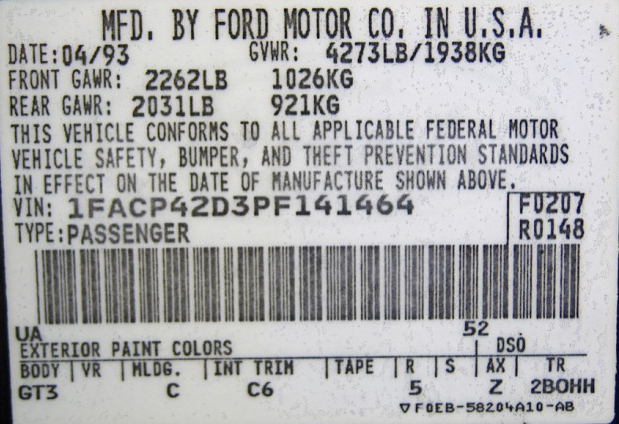 MFD. BY FORD MOTOR CO. IN U.S.A.
DATE: 04/93 GVWR: 4273LB/1938KG
FRONT GAWR: 2262LB 1026KG
REAR GAWR: 2031LB 921KG
THIS VEHICLE CONFORMS TO ALL APPLICABLE FEDERAL MOTOR
VEHICLE SAFETY, BUMPER, AND THEFT PREVENTION STANDARDS
IN EFFECT ON THE DATE OF MANUFACTURE SHOWN ABOVE.
VIN: 1FACP42D3PF141464 F0207
TYPE: PASSENGER R0148
UA 52
EXTERIOR PAINT COLORS DSO
BODY VR MLDG. INT TRIM TAPE R S AX TR
GT3 C C6 5 Z 2BOHH
▽F0EB-58204A10-AB